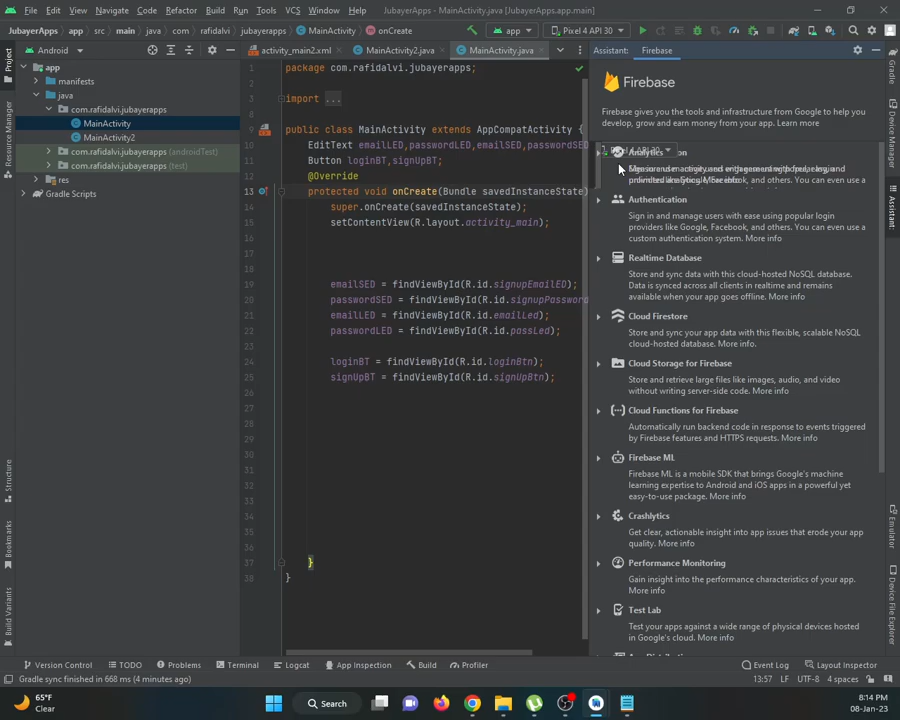 File Edit View Navigate Code Refactor Build Run Tools VCS Window Help JubayerApps - MainActivity.java [JubayerApps.app.main]
JubayerApps app src main java com rafidalvi jubayerapps MainActivity onCreate app Pixel 4 API 30
Android activity_main2.xml MainActivity2.java MainActivity.java Assistant: Firebase
Project
Resource Manager
Structure
Bookmarks
Build Variants
app
manifests
java
com.rafidalvi.jubayerapps
MainActivity
MainActivity2
com.rafidalvi.jubayerapps (androidTest)
com.rafidalvi.jubayerapps (test)
res
Gradle Scripts
1 package com.rafidalvi.jubayerapps;
2
3 import ...
8
9 public class MainActivity extends AppCompatActivity {
10 EditText emailLED,passwordLED,emailSED,passwordSED
11 Button loginBT,signUpBT;
12 @Override
13 protected void onCreate(Bundle savedInstanceState)
14 super.onCreate(savedInstanceState);
15 setContentView(R.layout.activity_main);
16
17
18
19 emailSED = findViewById(R.id.signupEmailED);
20 passwordSED = findViewById(R.id.signupPassword
21 emailLED = findViewById(R.id.emailLed);
22 passwordLED = findViewById(R.id.passLed);
23
24 loginBT = findViewById(R.id.loginBtn);
25 signUpBT = findViewById(R.id.signUpBtn);
26
27
28
29
30
31
32
33
34
35
36
37 }
38 }
Firebase
Firebase gives you the tools and infrastructure from Google to help you
develop, grow and earn money from your app. Learn more
Analytics
Authentication
Sign in and manage users with ease using popular login
providers like Google, Facebook, and others. You can even use a
custom authentication system. More info
Realtime Database
Store and sync data with this cloud-hosted NoSQL database.
Data is synced across all clients in realtime and remains
available when your app goes offline. More info
Cloud Firestore
Store and sync your app data with this flexible, scalable NoSQL
cloud-hosted database. More info.
Cloud Storage for Firebase
Store and retrieve large files like images, audio, and video
without writing server-side code. More info
Cloud Functions for Firebase
Automatically run backend code in response to events triggered
by Firebase features and HTTPS requests. More info
Firebase ML
Firebase ML is a mobile SDK that brings Google's machine
learning expertise to Android and iOS apps in a powerful yet
easy-to-use package. More info
Crashlytics
Get clear, actionable insight into app issues that erode your app
quality. More info
Performance Monitoring
Gain insight into the performance characteristics of your app.
More info
Test Lab
Test your apps against a wide range of physical devices hosted
in Google's cloud. More info
Gradle
Assistant
Emulator
Device File Explorer
Version Control TODO Problems Terminal Logcat App Inspection Build Profiler Event Log Layout Inspector
Gradle sync finished in 668 ms (4 minutes ago) 13:57 LF UTF-8 4 spaces
65°F
Clear
Search
8:14 PM
08-Jan-23